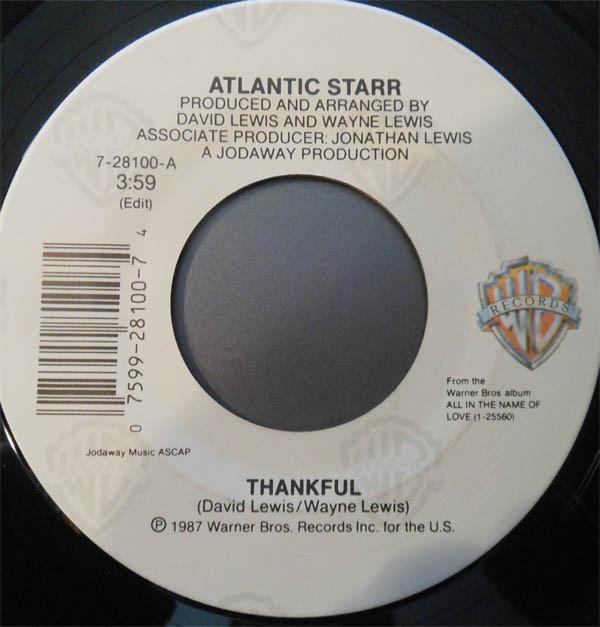 ATLANTIC STARR
PRODUCED AND ARRANGED BY
DAVID LEWIS AND WAYNE LEWIS
ASSOCIATE PRODUCER: JONATHAN LEWIS
A JODAWAY PRODUCTION
7-28100-A
3:59
(Edit)
0 7599-28100-7 4
RECORDS
From the
Warner Bros album
ALL IN THE NAME OF
LOVE (1-25560)
Jodaway Music ASCAP
THANKFUL
(David Lewis/Wayne Lewis)
Ⓟ 1987 Warner Bros. Records Inc. for the U.S.